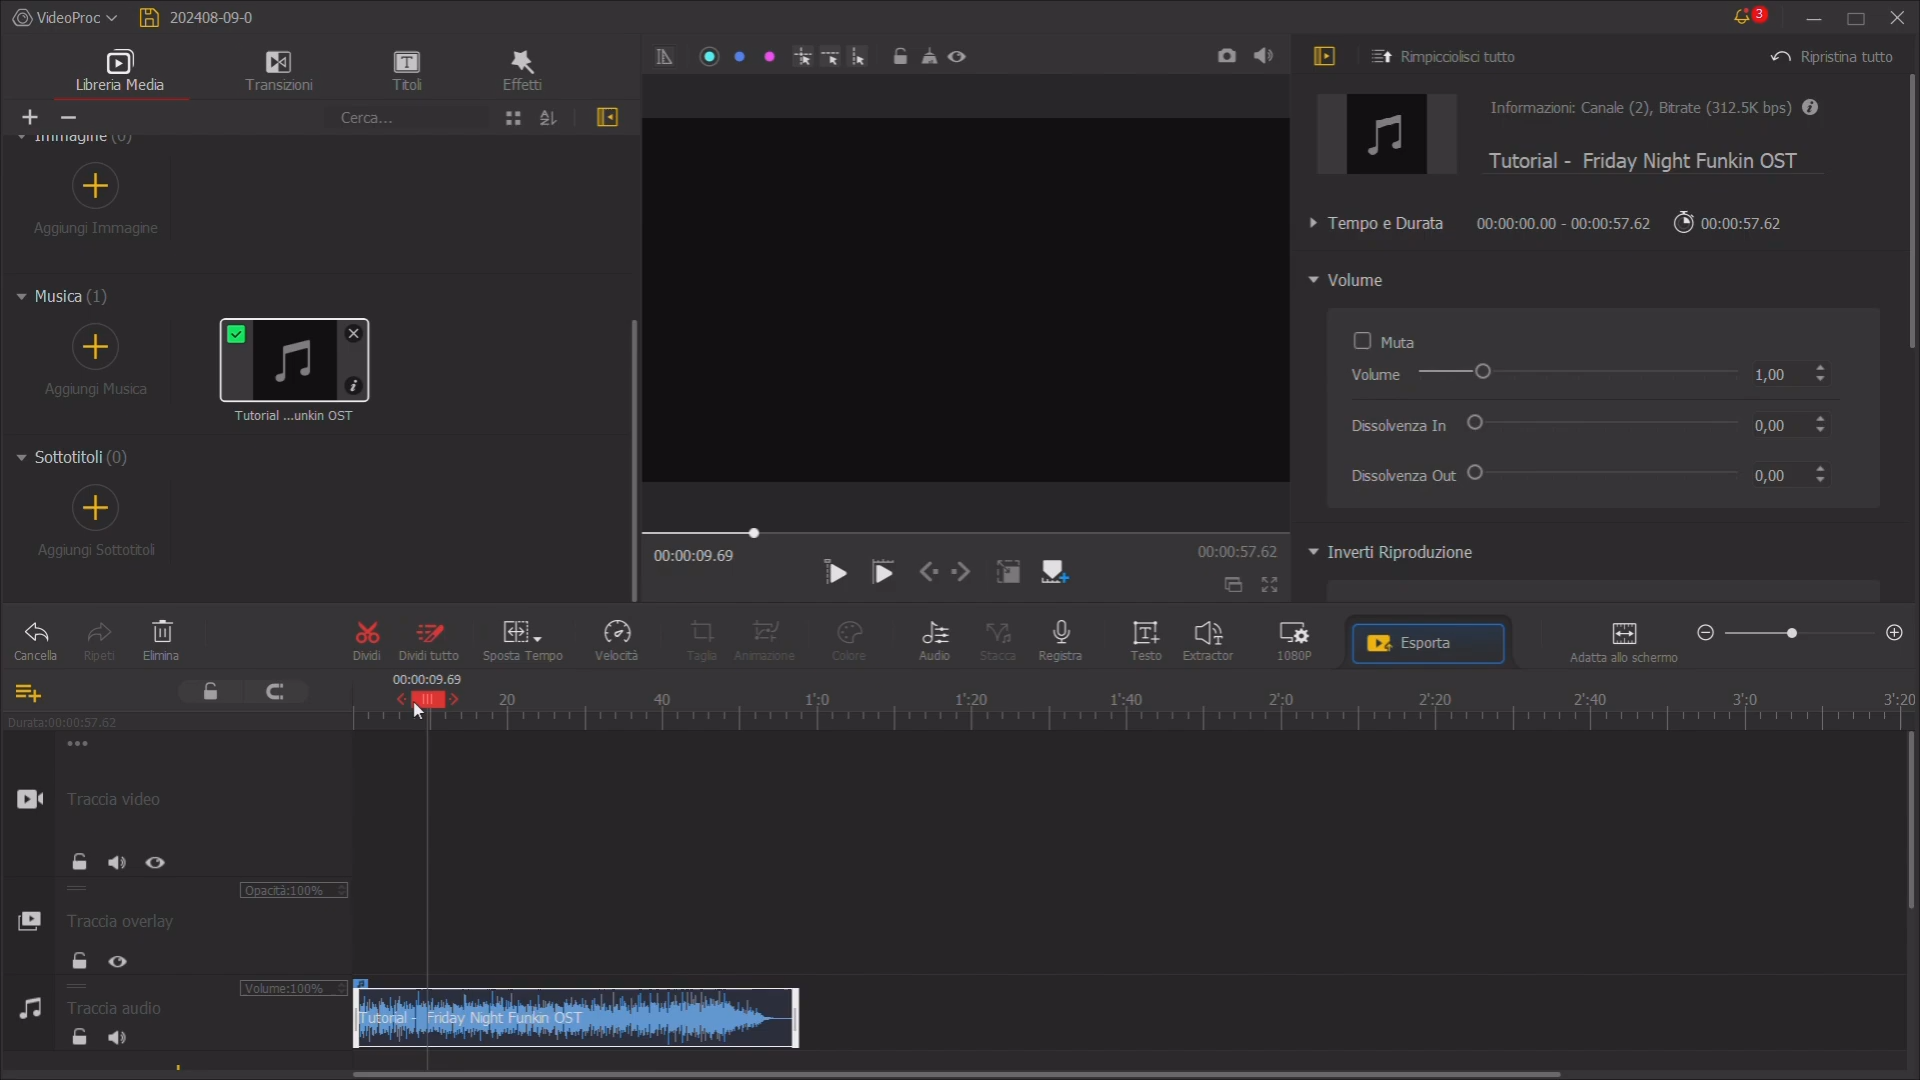 VideoProc
202408-09-0
3
Libreria Media
Transizioni
Titoli
Effetti
Cerca...
Rimpicciolisci tutto
Ripristina tutto
Immagine (0)
Aggiungi Immagine
Musica (1)
Aggiungi Musica
Tutorial ...unkin OST
Sottotitoli (0)
Aggiungi Sottotitoli
00:00:09.69
00:00:57.62
Informazioni: Canale (2), Bitrate (312.5K bps)
Tutorial - Friday Night Funkin OST
Tempo e Durata
00:00:00.00 - 00:00:57.62
00:00:57.62
Volume
Muta
Volume
1,00
Dissolvenza In
0,00
Dissolvenza Out
0,00
Inverti Riproduzione
Cancella
Ripeti
Elimina
Dividi
Dividi tutto
Sposta Tempo
Velocità
Taglia
Animazione
Colore
Audio
Stacca
Registra
Testo
Extractor
1080P
Esporta
Adatta allo schermo
00:00:09.69
20
40
1':0
1':20
1':40
2':0
2':20
2':40
3':0
3':20
Durata:00:00:57.62
Traccia video
Opacità:100%
Traccia overlay
Volume:100%
Traccia audio
Tutorial - Friday Night Funkin OST